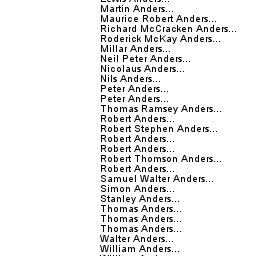 Lewis Anders...
Martin Anders...
Maurice Robert Anders...
Richard McCracken Anders...
Roderick McKay Anders...
Millar Anders...
Neil Peter Anders...
Nicolaus Anders...
Nils Anders...
Peter Anders...
Peter Anders...
Thomas Ramsey Anders...
Robert Anders...
Robert Stephen Anders...
Robert Anders...
Robert Anders...
Robert Thomson Anders...
Robert Anders...
Samuel Walter Anders...
Simon Anders...
Stanley Anders...
Thomas Anders...
Thomas Anders...
Thomas Anders...
Walter Anders...
William Anders...